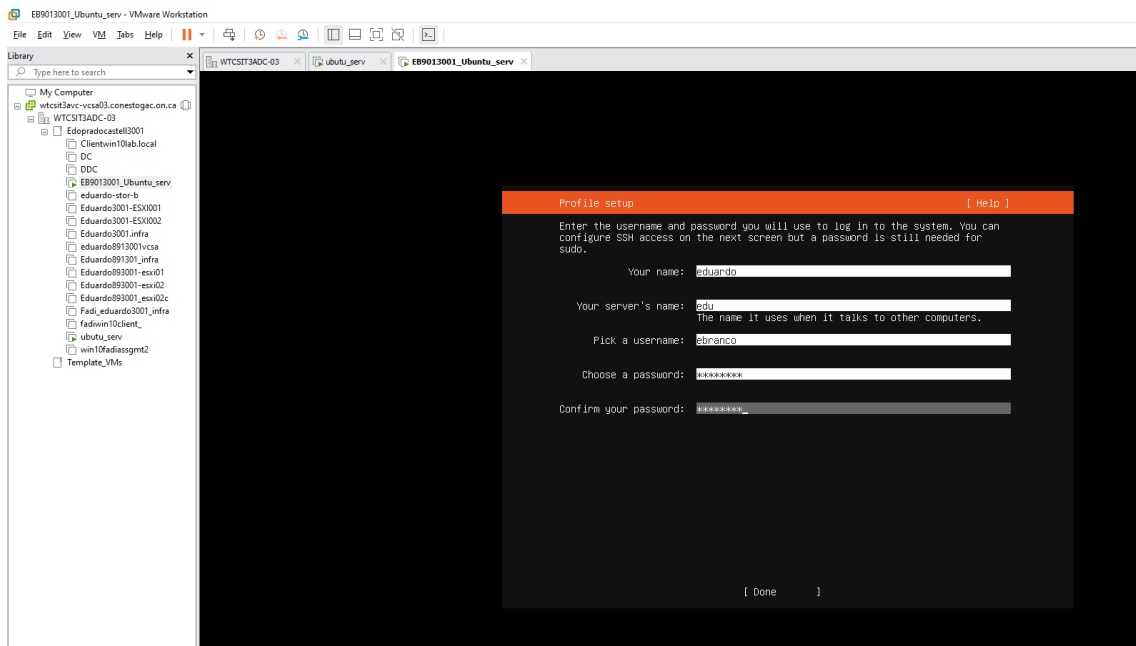 EB9013001_Ubuntu_serv - VMware Workstation
File Edit View VM Tabs Help
Library
Type here to search
My Computer
wtcsit3avc-vcsa03.conestogac.on.ca
WTCSIT3ADC-03
Edopradocastell3001
Clientwin10lab.local
DC
DDC
EB9013001_Ubuntu_serv
eduardo-stor-b
Eduardo3001-ESXI001
Eduardo3001-ESXI002
Eduardo3001.infra
eduardo8913001vcsa
Eduardo891301_infra
Eduardo893001-esxi01
Eduardo893001-esxi02
Eduardo893001_esxi02c
Fadi_eduardo3001_infra
fadiwin10client_
ubutu_serv
win10fadiassgmt2
Template_VMs
WTCSIT3ADC-03 ubutu_serv EB9013001_Ubuntu_serv
Profile setup [ Help ]
Enter the username and password you will use to log in to the system. You can
configure SSH access on the next screen but a password is still needed for
sudo.
Your name: eduardo
Your server's name: edu
The name it uses when it talks to other computers.
Pick a username: ebranco
Choose a password: ********
Confirm your password: ********_
[ Done ]